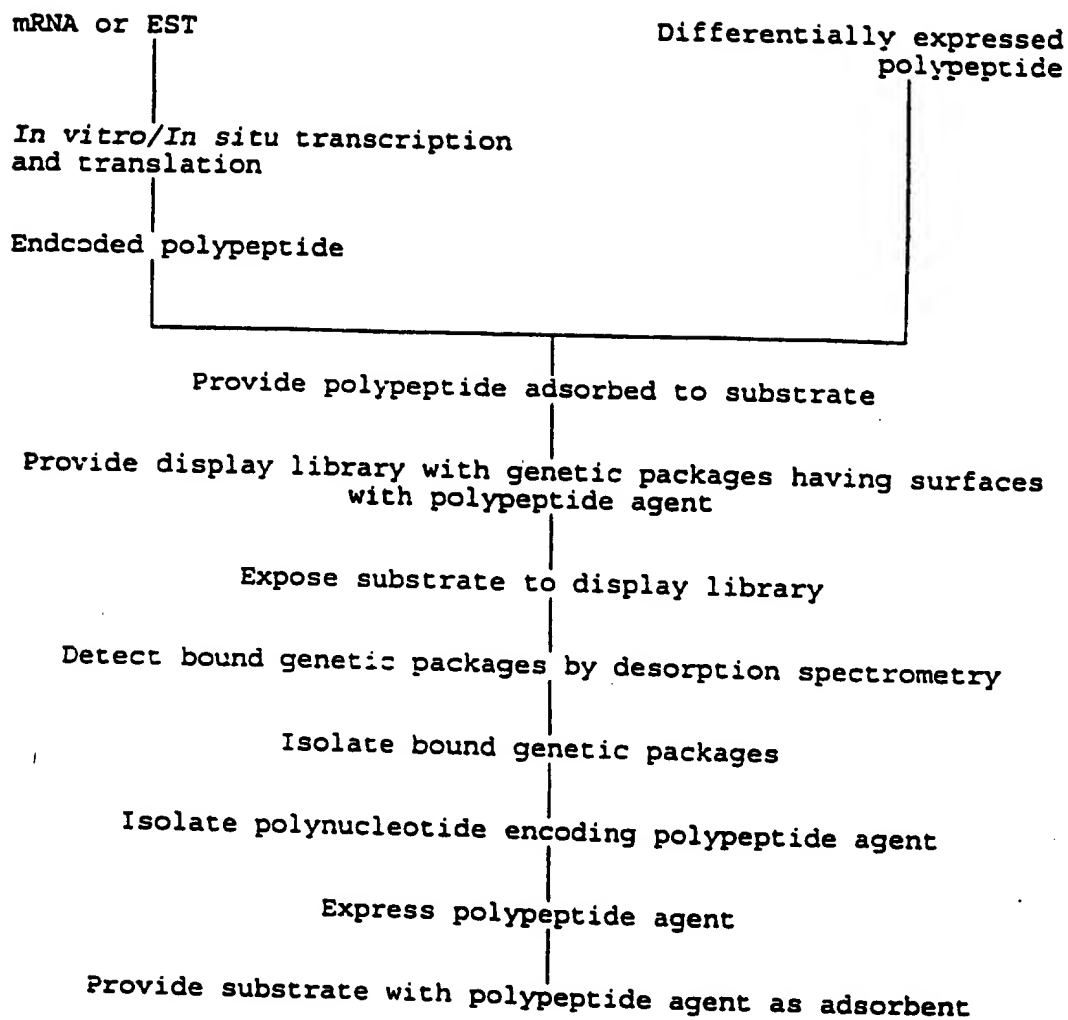 mRNA or EST
Differentially expressed
polypeptide
In vitro/In situ transcription
and translation
Endcoded polypeptide
Provide polypeptide adsorbed to substrate
Provide display library with genetic packages having surfaces
with polypeptide agent
Expose substrate to display library
Detect bound genetic packages by desorption spectrometry
Isolate bound genetic packages
Isolate polynucleotide encoding polypeptide agent
Express polypeptide agent
Provide substrate with polypeptide agent as adsorbent